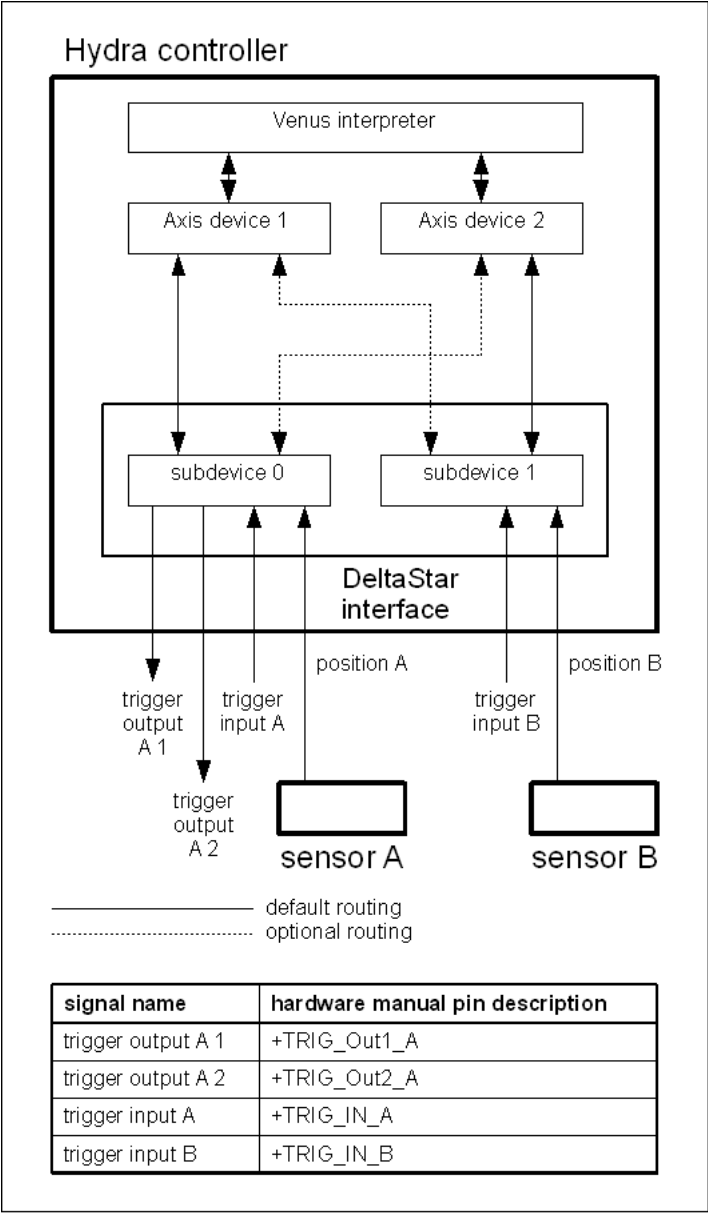 Hydra controller
Venus interpreter
Axis device 1
Axis device 2
subdevice 0
subdevice 1
DeltaStar
interface
position A
position B
trigger
output
A 1
trigger
input A
trigger
input B
trigger
output
A 2
sensor A
sensor B
default routing
optional routing
signal name hardware manual pin description
trigger output A 1 +TRIG_Out1_A
trigger output A 2 +TRIG_Out2_A
trigger input A +TRIG_IN_A
trigger input B +TRIG_IN_B